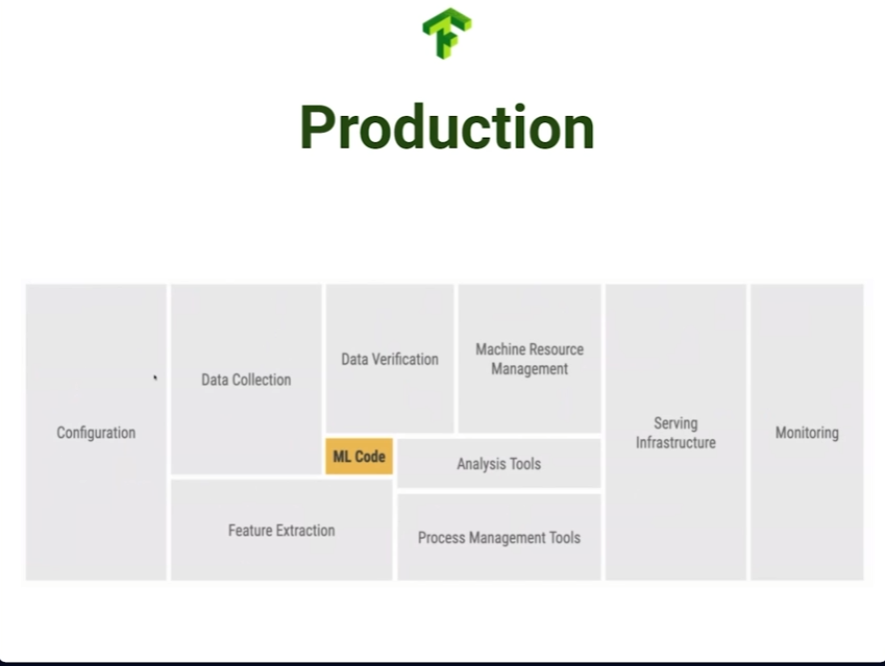 Production
Configuration
Data Collection
Data Verification
Machine Resource
Management
ML Code
Analysis Tools
Feature Extraction
Process Management Tools
Serving
Infrastructure
Monitoring